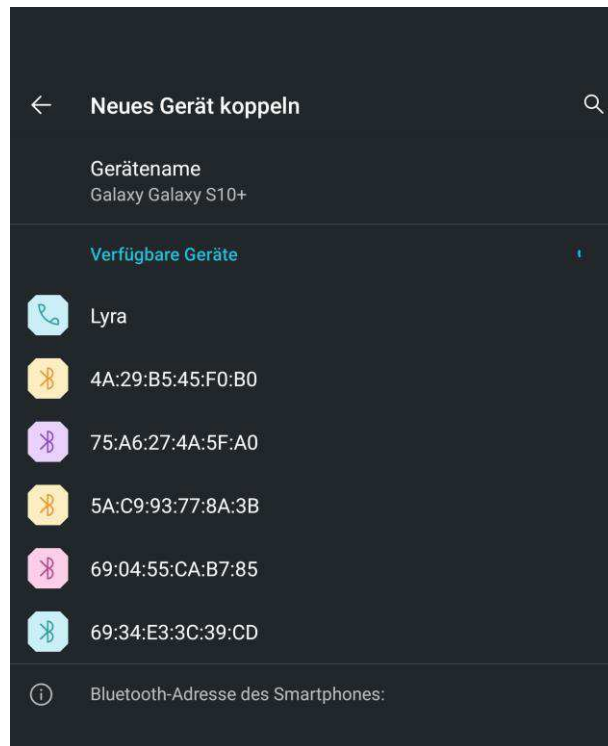 Neues Gerät koppeln
Gerätename
Galaxy Galaxy S10+
Verfügbare Geräte
Lyra
4A:29:B5:45:F0:B0
75:A6:27:4A:5F:A0
5A:C9:93:77:8A:3B
69:04:55:CA:B7:85
69:34:E3:3C:39:CD
Bluetooth-Adresse des Smartphones: